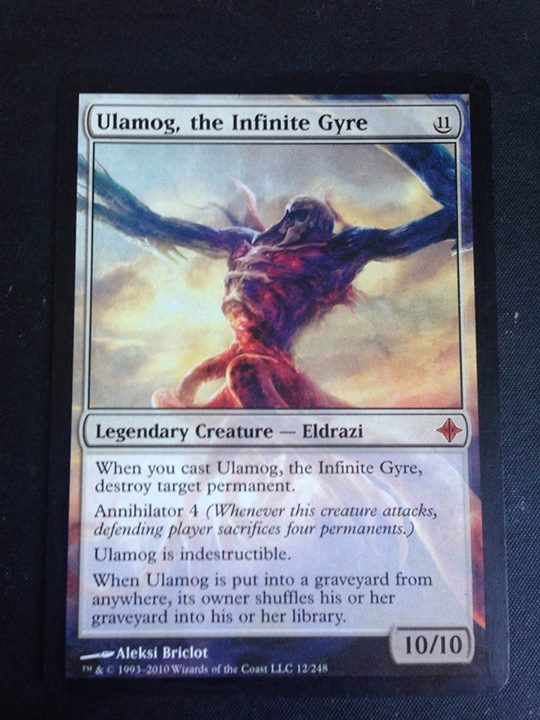 Ulamog, the Infinite Gyre 11
Legendary Creature — Eldrazi
When you cast Ulamog, the Infinite Gyre,
destroy target permanent.
Annihilator 4 (Whenever this creature attacks,
defending player sacrifices four permanents.)
Ulamog is indestructible.
When Ulamog is put into a graveyard from
anywhere, its owner shuffles his or her
graveyard into his or her library.
10/10
Aleksi Briclot
™ & © 1993–2010 Wizards of the Coast LLC 12/248